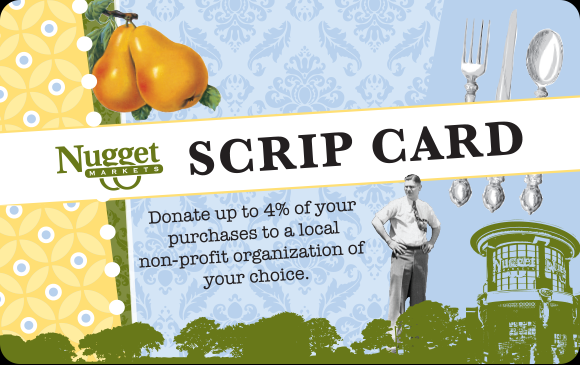 Nugget
MARKETS
SCRIP CARD
Donate up to 4% of your
purchases to a local
non-profit organization of
your choice.